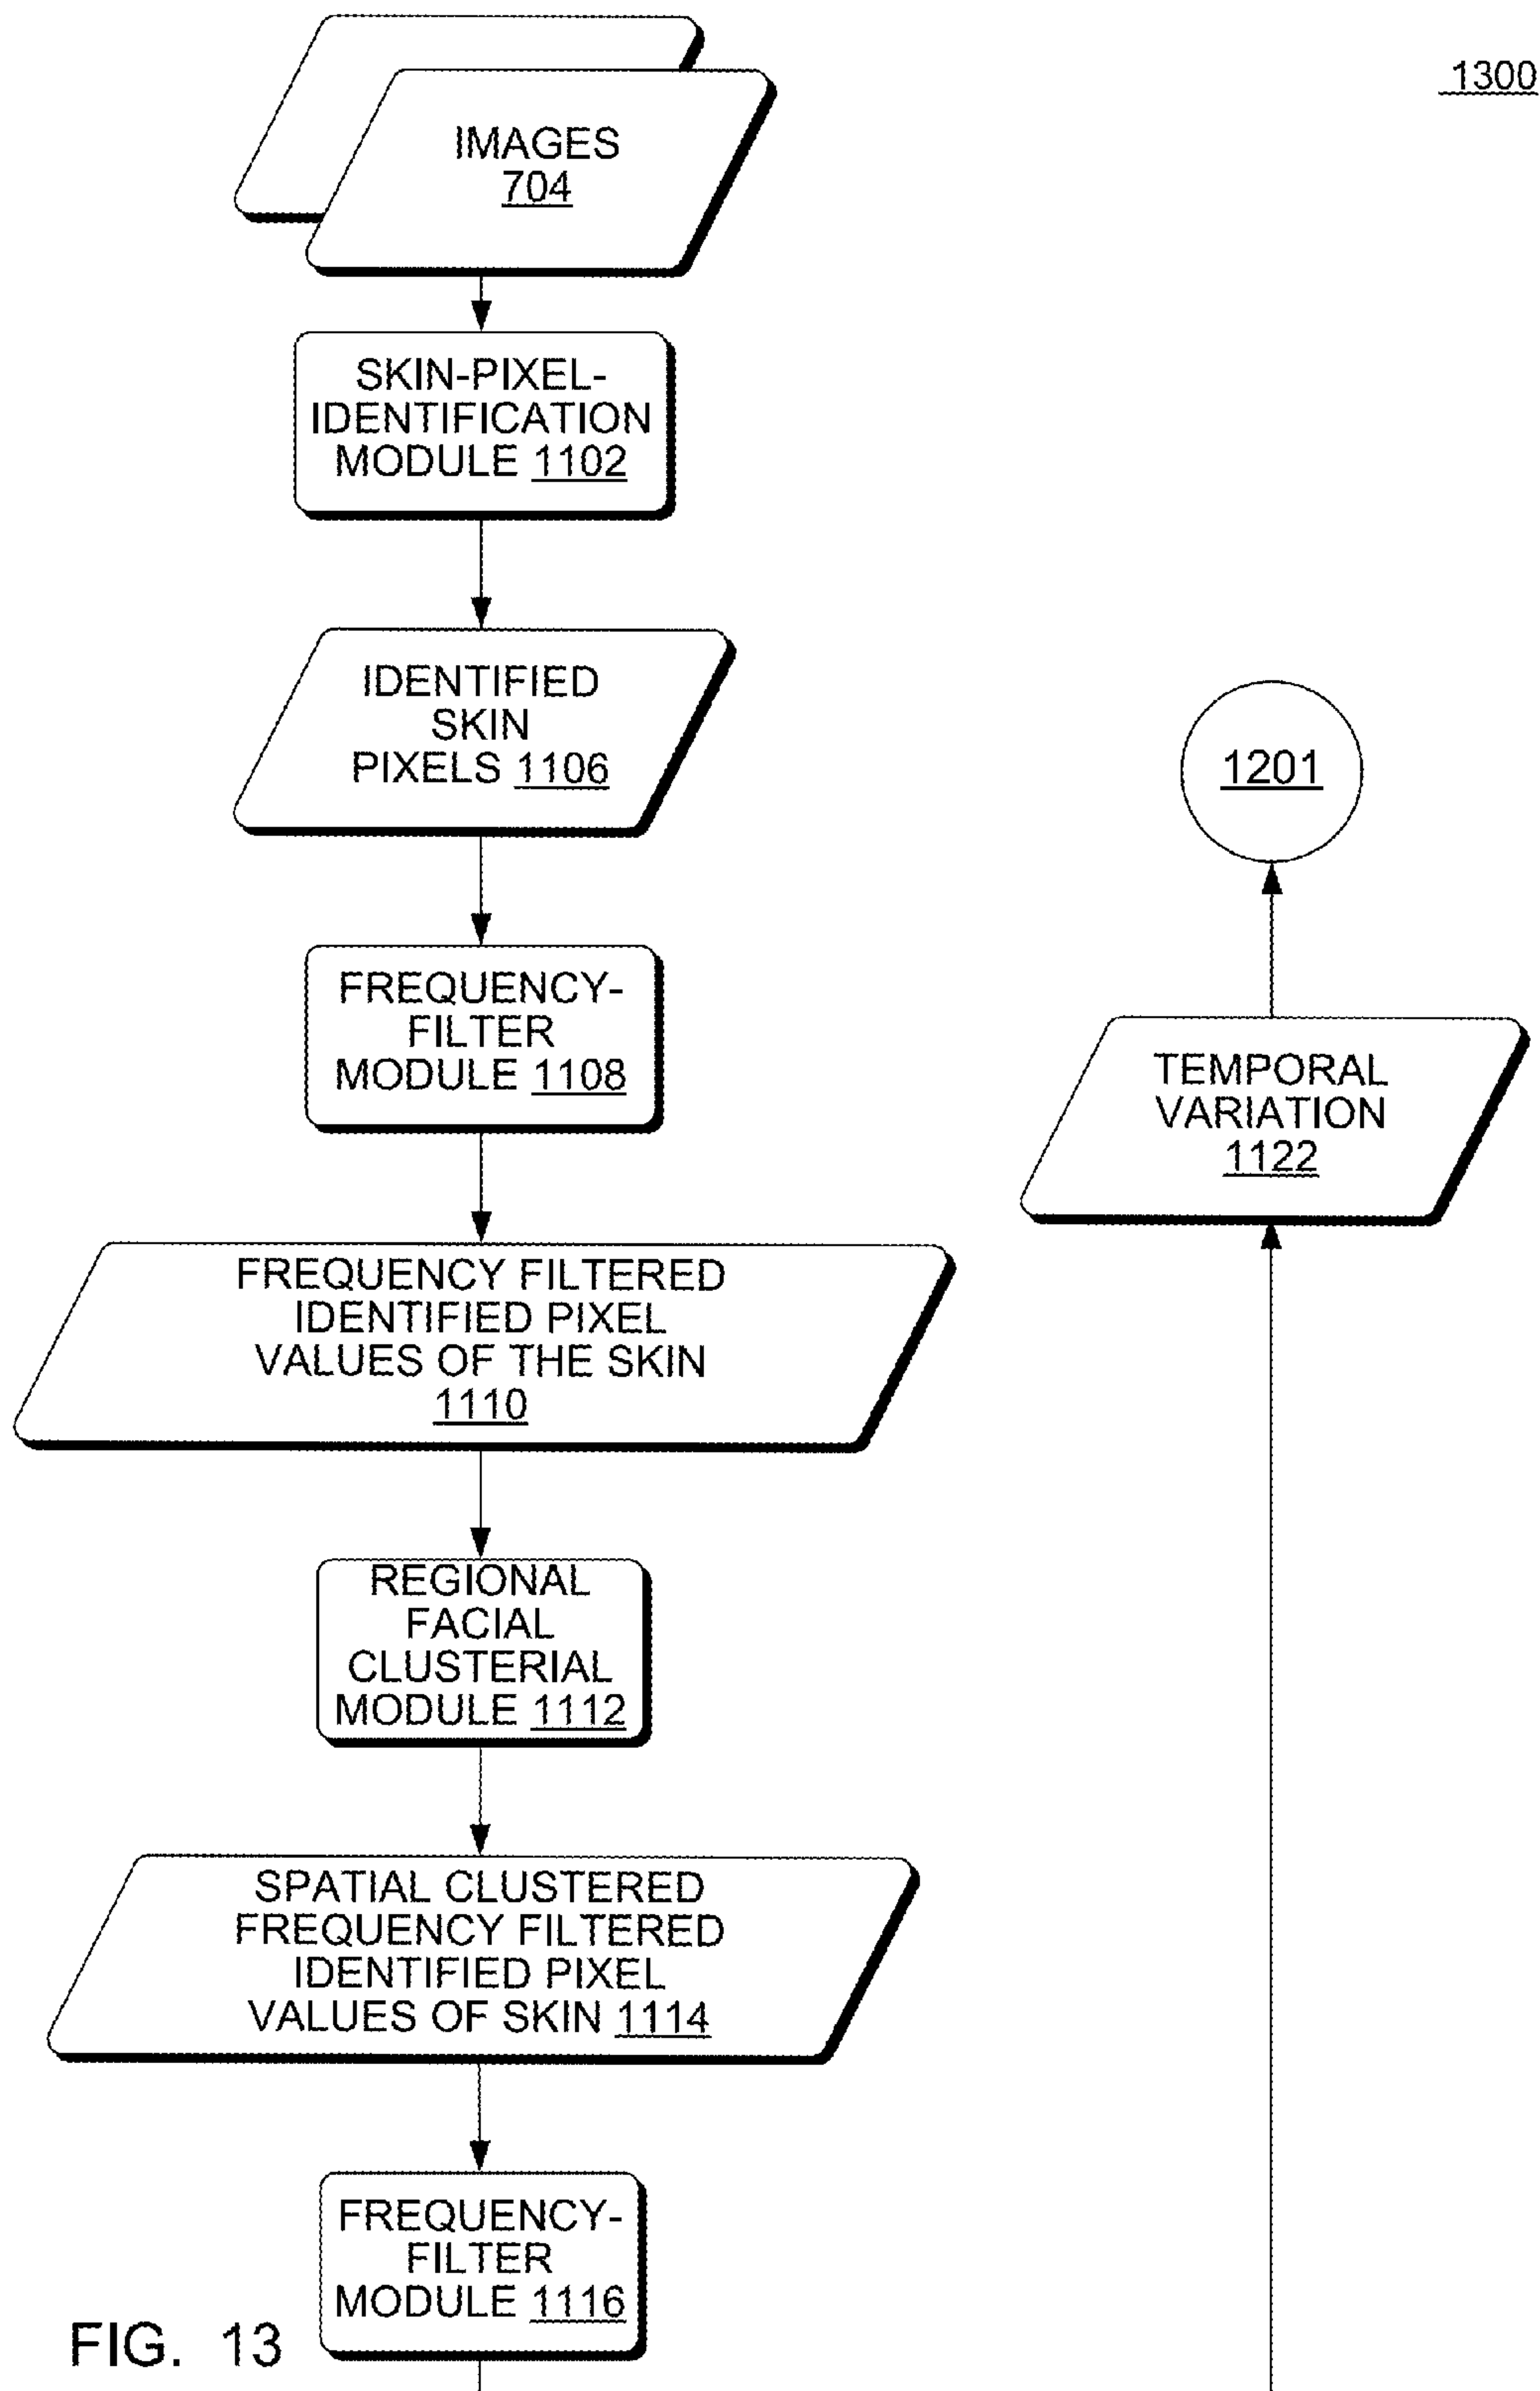 1300
IMAGES
704
SKIN-PIXEL-
IDENTIFICATION
MODULE 1102
IDENTIFIED
SKIN
PIXELS 1106
FREQUENCY-
FILTER
MODULE 1108
FREQUENCY FILTERED
IDENTIFIED PIXEL
VALUES OF THE SKIN
1110
REGIONAL
FACIAL
CLUSTERIAL
MODULE 1112
SPATIAL CLUSTERED
FREQUENCY FILTERED
IDENTIFIED PIXEL
VALUES OF SKIN 1114
FREQUENCY-
FILTER
MODULE 1116
1201
TEMPORAL
VARIATION
1122
FIG. 13